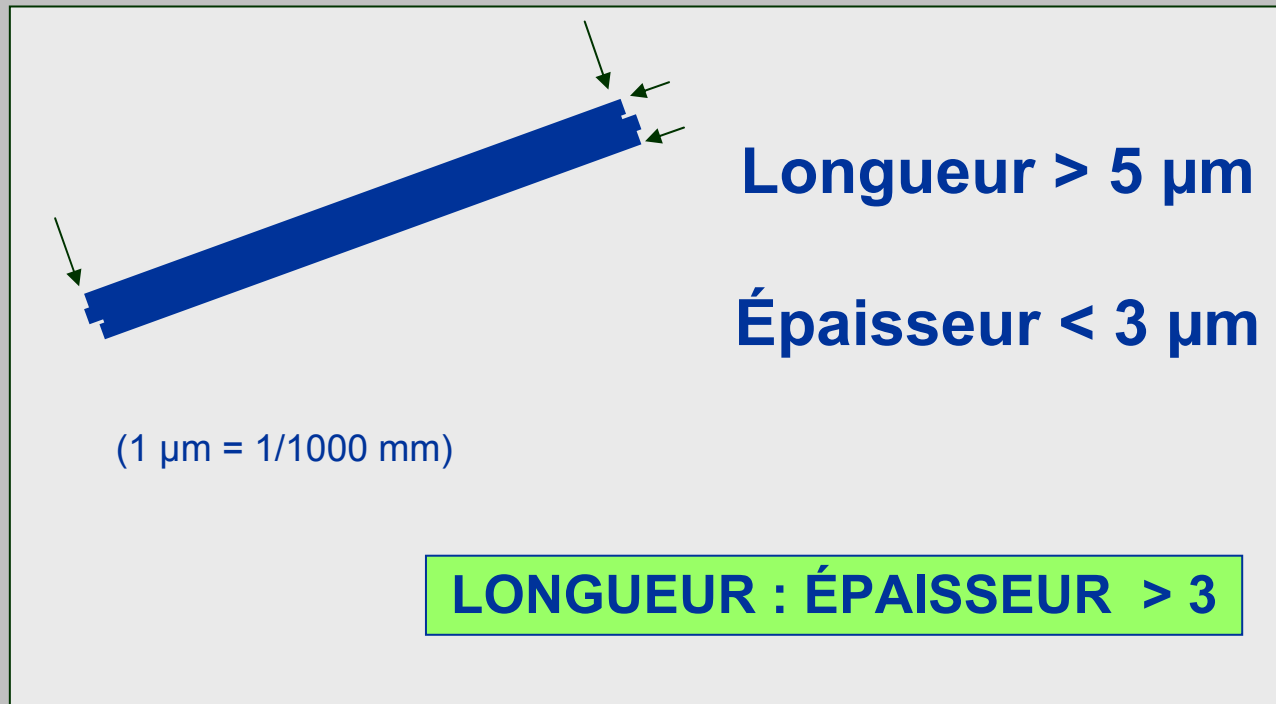 Longueur > 5 µm
Épaisseur < 3 µm
(1 µm = 1/1000 mm)
LONGUEUR : ÉPAISSEUR > 3